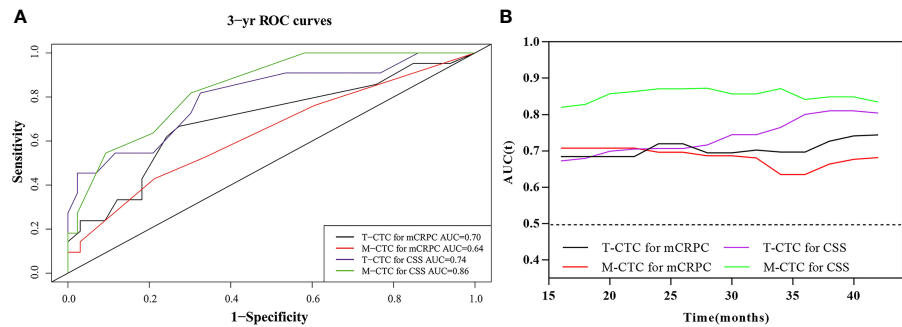 A
3−yr ROC curves
Sensitivity
1.0
0.8
0.6
0.4
0.2
0.0
0.0 0.2 0.4 0.6 0.8 1.0
1−Specificity
T−CTC for mCRPC AUC=0.70
M−CTC for mCRPC AUC=0.64
T−CTC for CSS AUC=0.74
M−CTC for CSS AUC=0.86
B
AUC(t)
1.0
0.9
0.8
0.7
0.6
0.5
0.4
T-CTC for mCRPC
T-CTC for CSS
M-CTC for mCRPC
M-CTC for CSS
15 20 25 30 35 40
Time(months)